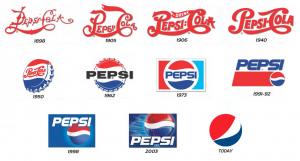 Pepsi-Cola PEPSI-Cola PEPSI-Cola PEPSI-Cola
1898 1905 1906 1940
Pepsi-Cola PEPSI PEPSI PEPSI
1950 1962 1973 1991-92
PEPSI PEPSI
1998 2003 TODAY